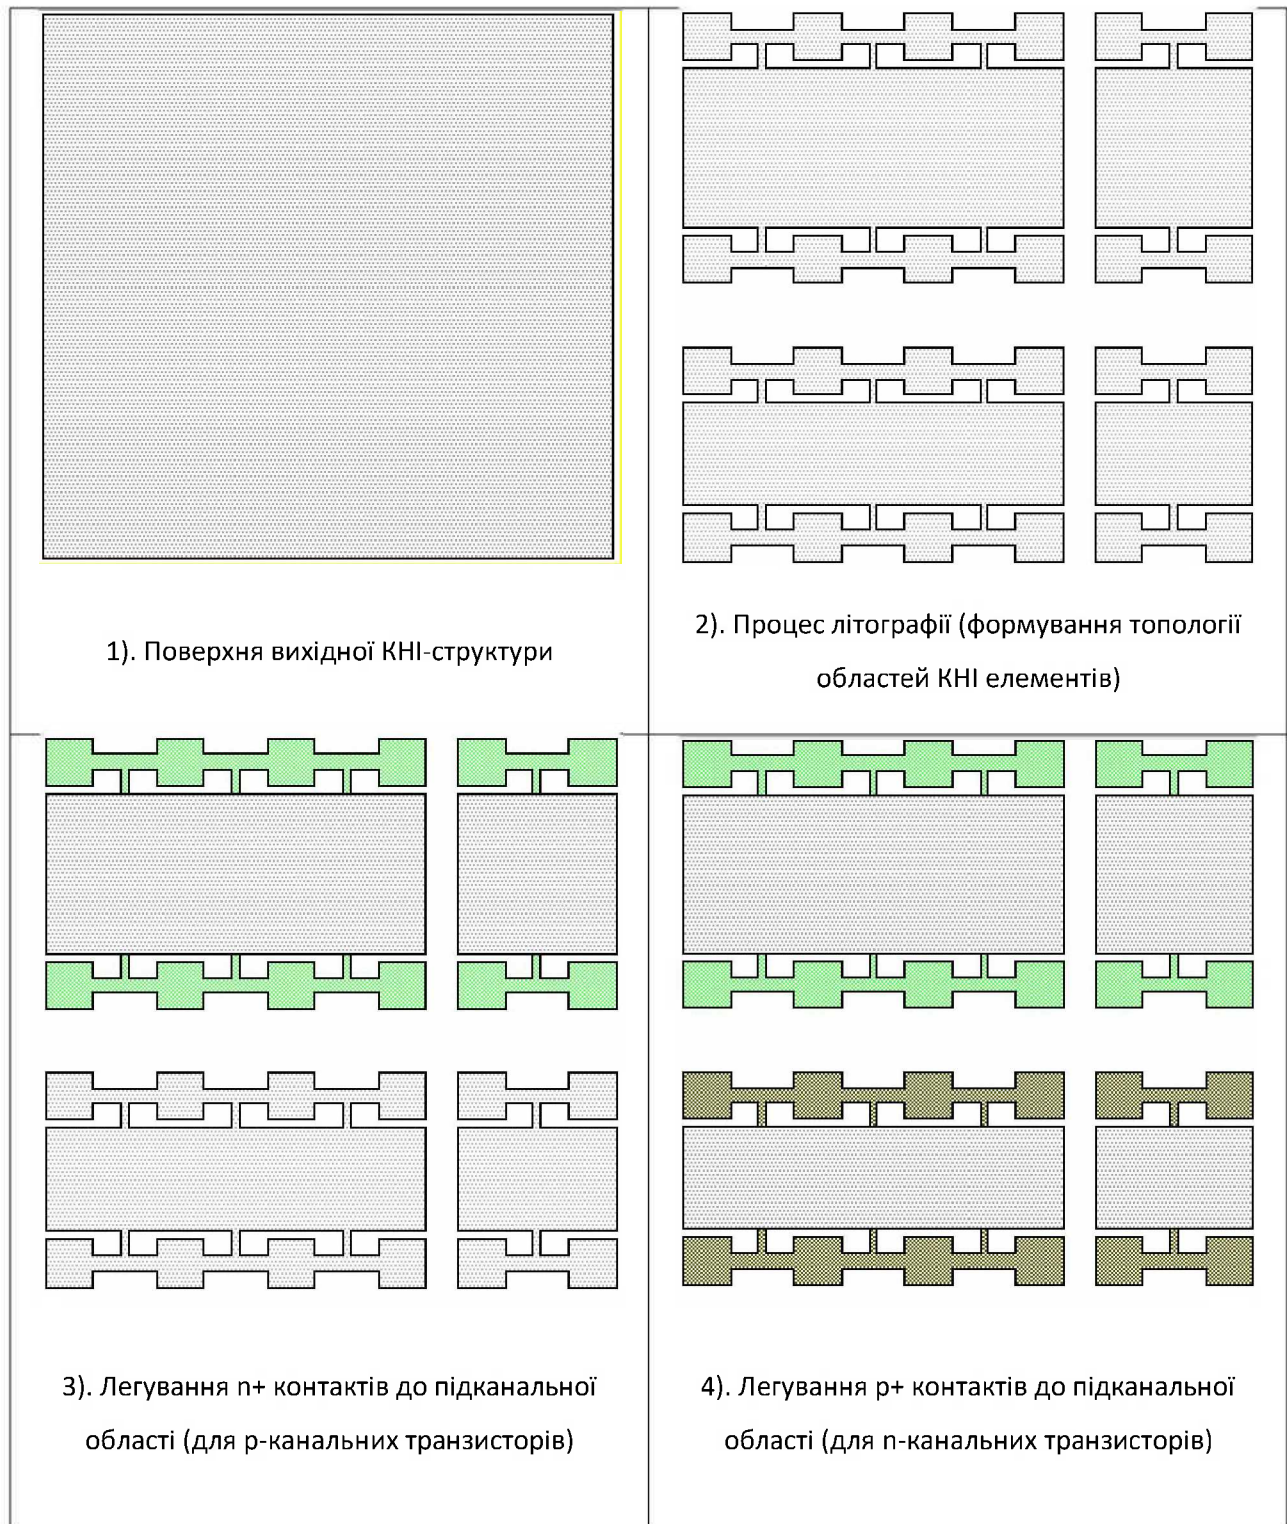 1). Поверхня вихідної КНІ-структури
2). Процес літографії (формування топології
областей КНІ елементів)
3). Легування n+ контактів до підканальної
області (для p-канальних транзисторів)
4). Легування p+ контактів до підканальної
області (для n-канальних транзисторів)